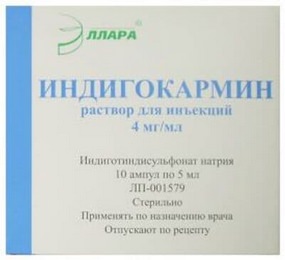 ЭЛЛАРА®
ИНДИГОКАРМИН
раствор для инъекций
4 мг/мл
Индиготиндисульфонат натрия
10 ампул по 5 мл
ЛП-001579
Стерильно
Применять по назначению врача
Отпускают по рецепту